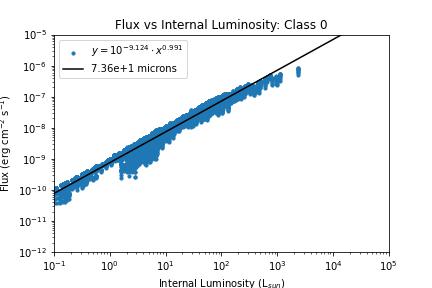 Flux vs Internal Luminosity: Class 0
y = 10^{-9.124} · x^{0.991}
7.36e+1 microns
Flux (erg cm⁻² s⁻¹)
10⁻⁵
10⁻⁶
10⁻⁷
10⁻⁸
10⁻⁹
10⁻¹⁰
10⁻¹¹
10⁻¹²
10⁻¹ 10⁰ 10¹ 10² 10³ 10⁴ 10⁵
Internal Luminosity (L_{sun})